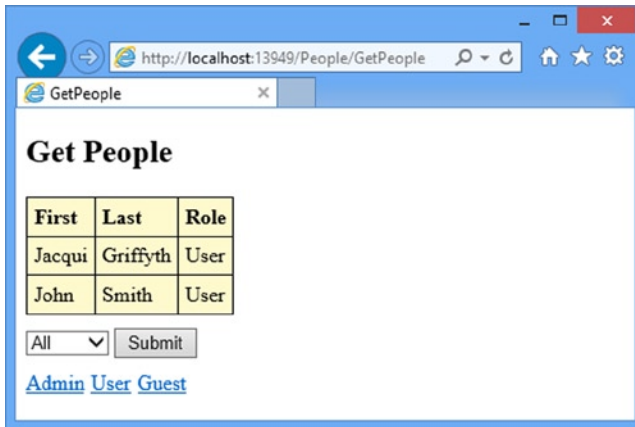 http://localhost:13949/People/GetPeople
GetPeople
Get People
First Last Role
Jacqui Griffyth User
John Smith User
All Submit
Admin User Guest